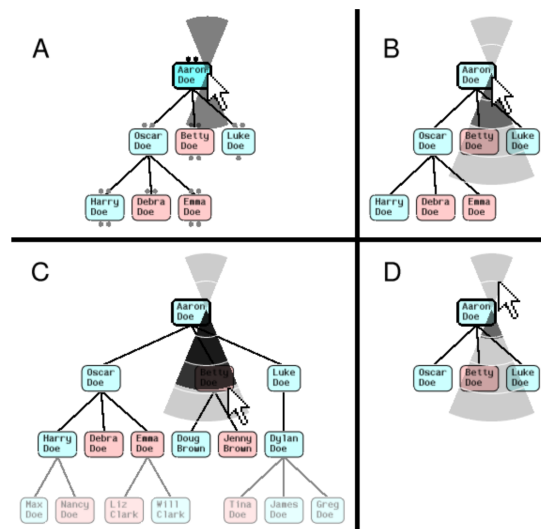 A
Aaron
Doe
Oscar
Doe
Betty
Doe
Luke
Doe
Harry
Doe
Debra
Doe
Emma
Doe
B
Aaron
Doe
Oscar
Doe
Betty
Doe
Luke
Doe
Harry
Doe
Debra
Doe
Emma
Doe
C
Aaron
Doe
Oscar
Doe
Betty
Doe
Luke
Doe
Harry
Doe
Debra
Doe
Emma
Doe
Doug
Brown
Jenny
Brown
Dylan
Doe
Max
Doe
Nancy
Doe
Liz
Clark
Will
Clark
Tina
Doe
James
Doe
Greg
Doe
D
Aaron
Doe
Oscar
Doe
Betty
Doe
Luke
Doe